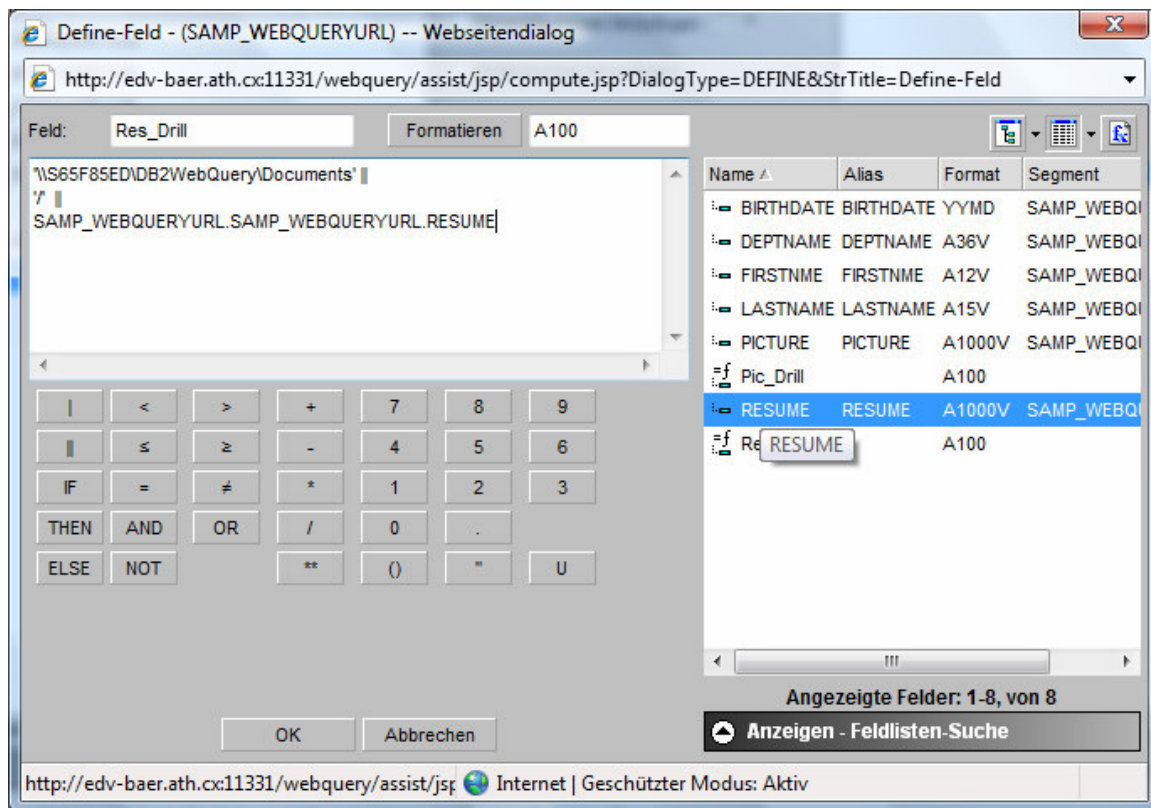 Define-Feld - (SAMP_WEBQUERYURL) -- Webseitendialog
http://edv-baer.ath.cx:11331/webquery/assist/jsp/compute.jsp?DialogType=DEFINE&StrTitle=Define-Feld
Feld: Res_Drill Formatieren A100
'\\S65F85ED\DB2WebQuery\Documents' ||
'/' ||
SAMP_WEBQUERYURL.SAMP_WEBQUERYURL.RESUME
| < > + 7 8 9
|| ≤ ≥ - 4 5 6
IF = ≠ * 1 2 3
THEN AND OR / 0 .
ELSE NOT ** () " U
OK Abbrechen
Name Alias Format Segment
BIRTHDATE BIRTHDATE YYMD SAMP_WEBQU
DEPTNAME DEPTNAME A36V SAMP_WEBQU
FIRSTNME FIRSTNME A12V SAMP_WEBQU
LASTNAME LASTNAME A15V SAMP_WEBQU
PICTURE PICTURE A1000V SAMP_WEBQU
Pic_Drill A100
RESUME RESUME A1000V SAMP_WEBQU
Re RESUME A100
Angezeigte Felder: 1-8, von 8
Anzeigen - Feldlisten-Suche
http://edv-baer.ath.cx:11331/webquery/assist/jsp Internet | Geschützter Modus: Aktiv